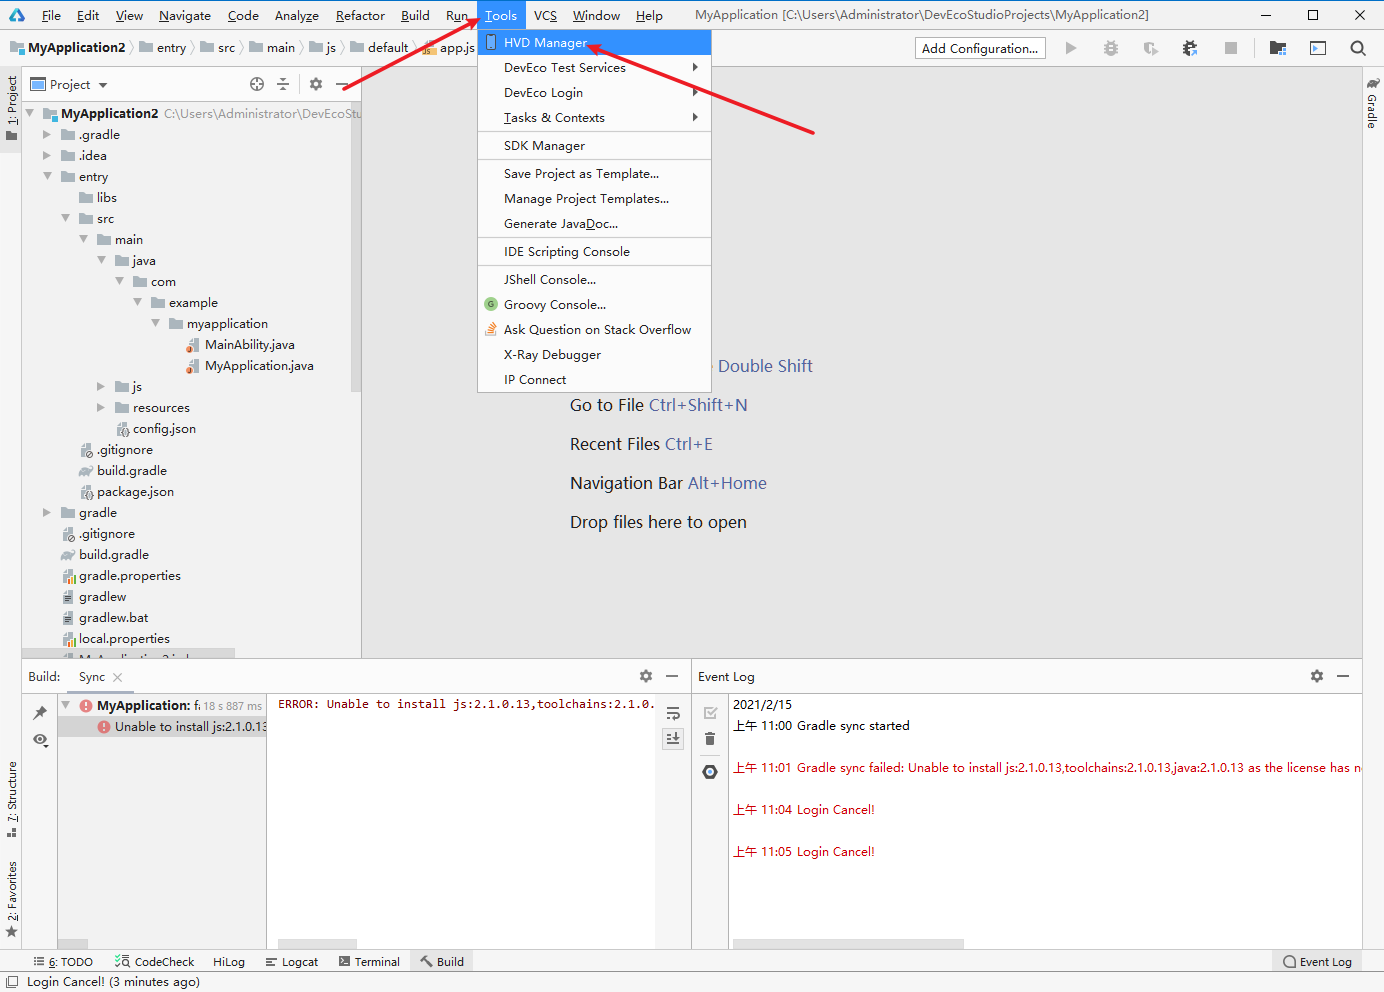 File Edit View Navigate Code Analyze Refactor Build Run Tools VCS Window Help MyApplication [C:\Users\Administrator\DevEcoStudioProjects\MyApplication2]
MyApplication2 entry src main js default app.js Add Configuration...
HVD Manager
DevEco Test Services
DevEco Login
Tasks & Contexts
SDK Manager
Save Project as Template...
Manage Project Templates...
Generate JavaDoc...
IDE Scripting Console
JShell Console...
Groovy Console...
Ask Question on Stack Overflow
X-Ray Debugger
IP Connect
1: Project
7: Structure
2: Favorites
Gradle
Project
MyApplication2 C:\Users\Administrator\DevEcoStu
.gradle
.idea
entry
libs
src
main
java
com
example
myapplication
MainAbility.java
MyApplication.java
js
resources
config.json
.gitignore
build.gradle
package.json
gradle
.gitignore
build.gradle
gradle.properties
gradlew
gradlew.bat
local.properties
Double Shift
Go to File Ctrl+Shift+N
Recent Files Ctrl+E
Navigation Bar Alt+Home
Drop files here to open
Build: Sync
MyApplication: f 18 s 887 ms
Unable to install js:2.1.0.13
ERROR: Unable to install js:2.1.0.13,toolchains:2.1.0.
Event Log
2021/2/15
上午 11:00 Gradle sync started
上午 11:01 Gradle sync failed: Unable to install js:2.1.0.13,toolchains:2.1.0.13,java:2.1.0.13 as the license has n
上午 11:04 Login Cancel!
上午 11:05 Login Cancel!
6: TODO CodeCheck HiLog Logcat Terminal Build Event Log
Login Cancel! (3 minutes ago)